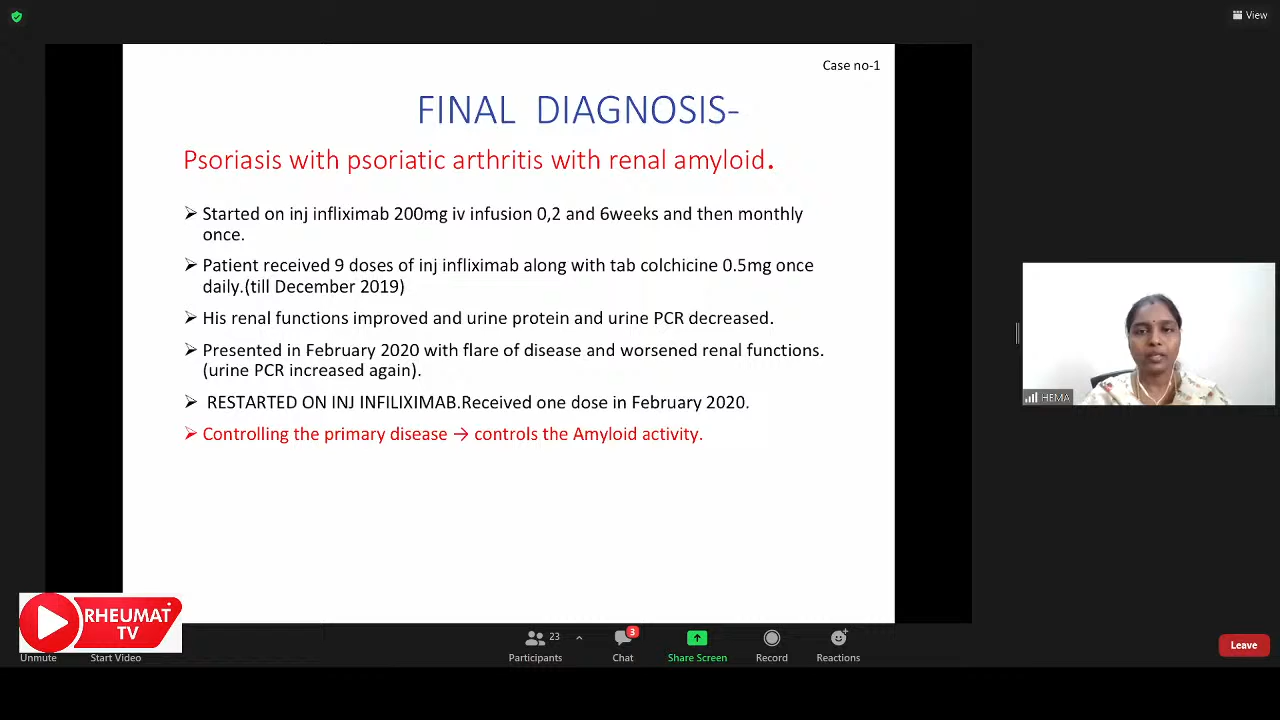 View
Case no-1
FINAL DIAGNOSIS-
Psoriasis with psoriatic arthritis with renal amyloid.
➢ Started on inj infliximab 200mg iv infusion 0,2 and 6weeks and then monthly
once.
➢ Patient received 9 doses of inj infliximab along with tab colchicine 0.5mg once
daily.(till December 2019)
➢ His renal functions improved and urine protein and urine PCR decreased.
➢ Presented in February 2020 with flare of disease and worsened renal functions.
(urine PCR increased again).
➢ RESTARTED ON INJ INFILIXIMAB.Received one dose in February 2020.
➢ Controlling the primary disease → controls the Amyloid activity.
HEMA
RHEUMAT
TV
Unmute
Start Video
23
Participants
3
Chat
Share Screen
Record
Reactions
Leave